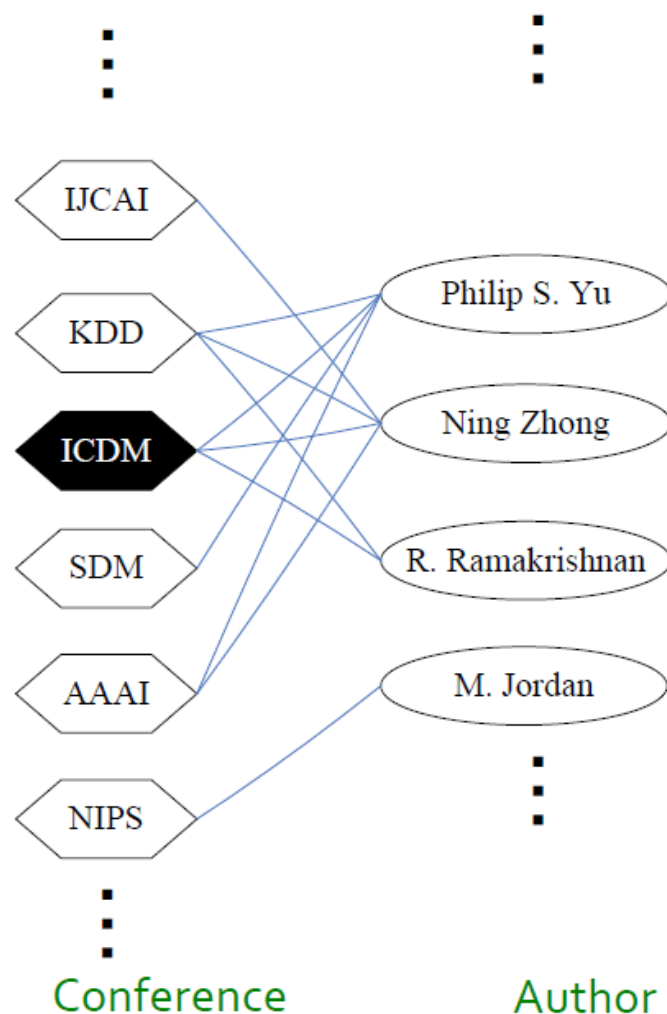 IJCAI
KDD
ICDM
SDM
AAAI
NIPS
Philip S. Yu
Ning Zhong
R. Ramakrishnan
M. Jordan
Conference
Author